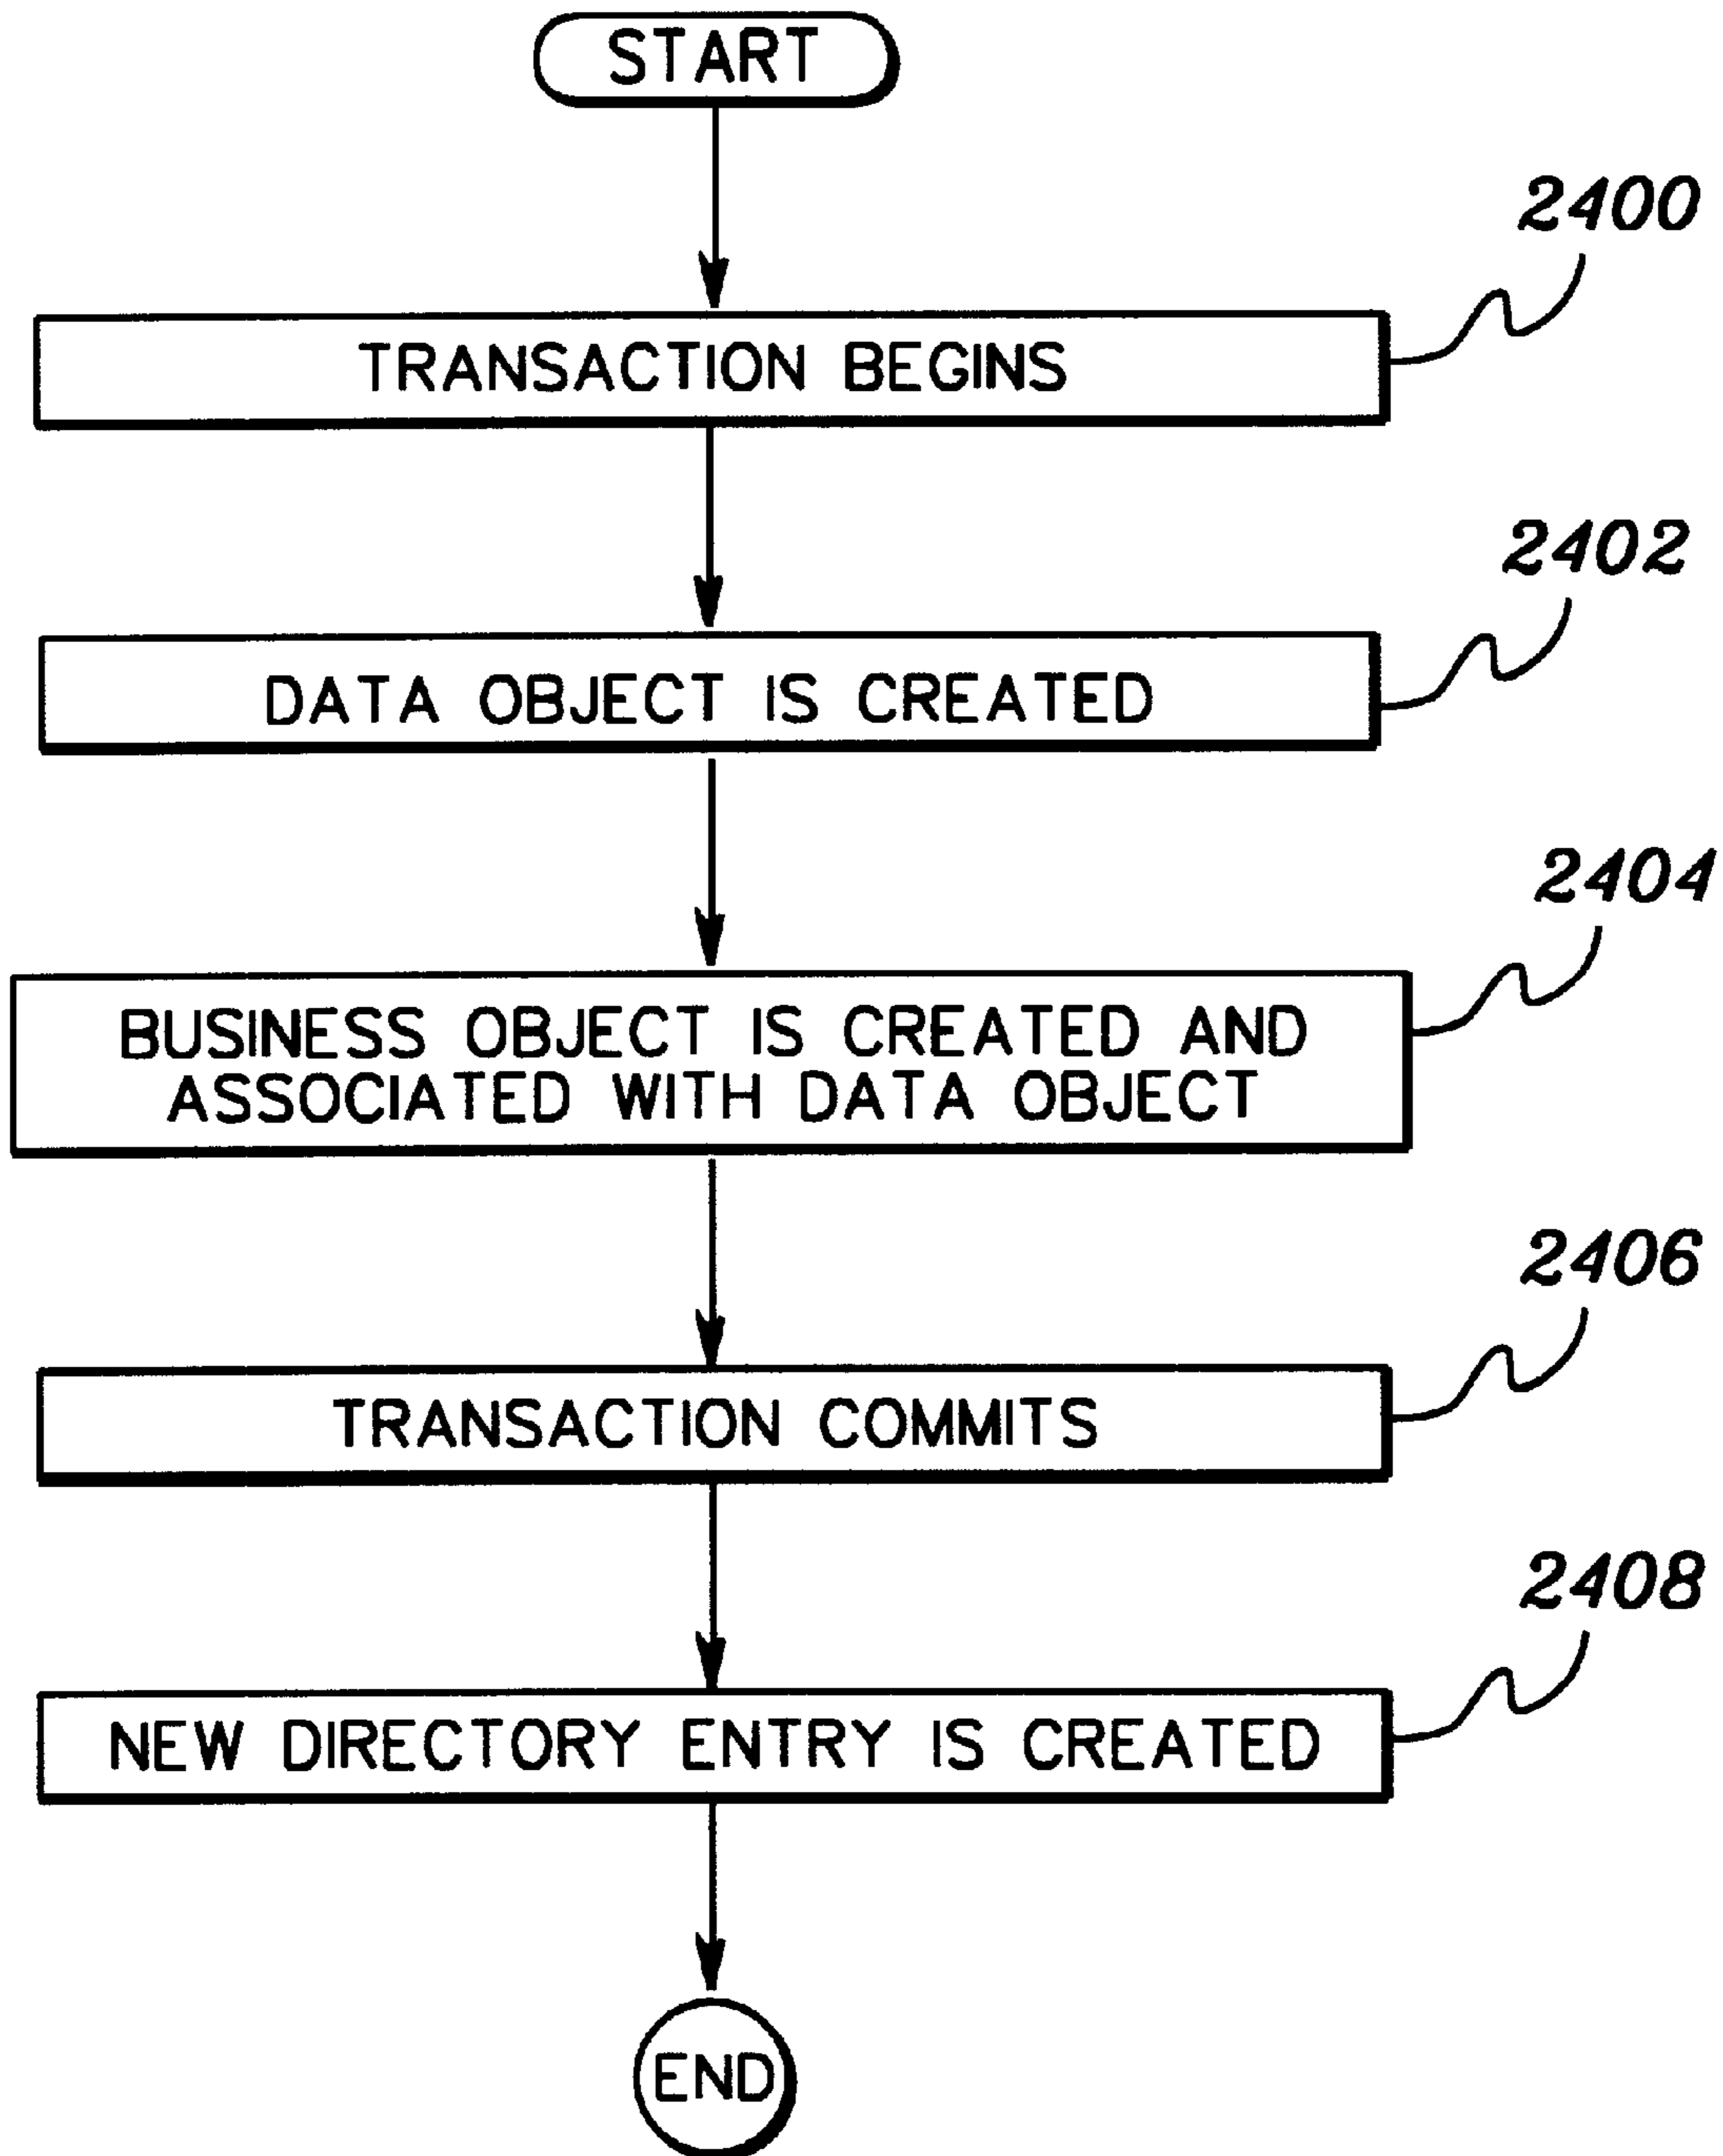 START
2400
TRANSACTION BEGINS
2402
DATA OBJECT IS CREATED
2404
BUSINESS OBJECT IS CREATED AND
ASSOCIATED WITH DATA OBJECT
2406
TRANSACTION COMMITS
2408
NEW DIRECTORY ENTRY IS CREATED
END